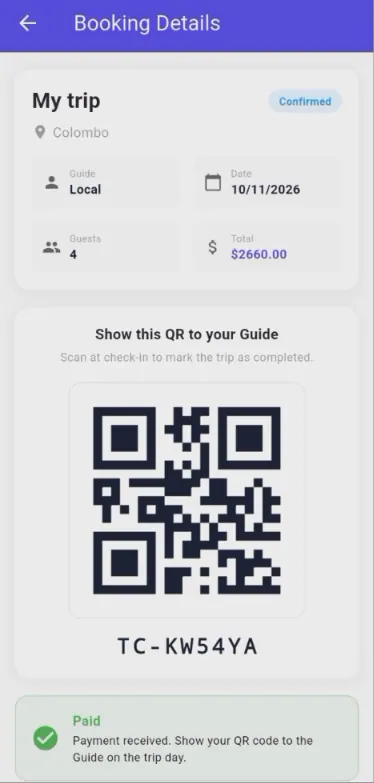 Booking Details
My trip
Confirmed
Colombo
Guide
Local
Date
10/11/2026
Guests
4
Total
$2660.00
Show this QR to your Guide
Scan at check-in to mark the trip as completed.
TC-KW54YA
Paid
Payment received. Show your QR code to the
Guide on the trip day.